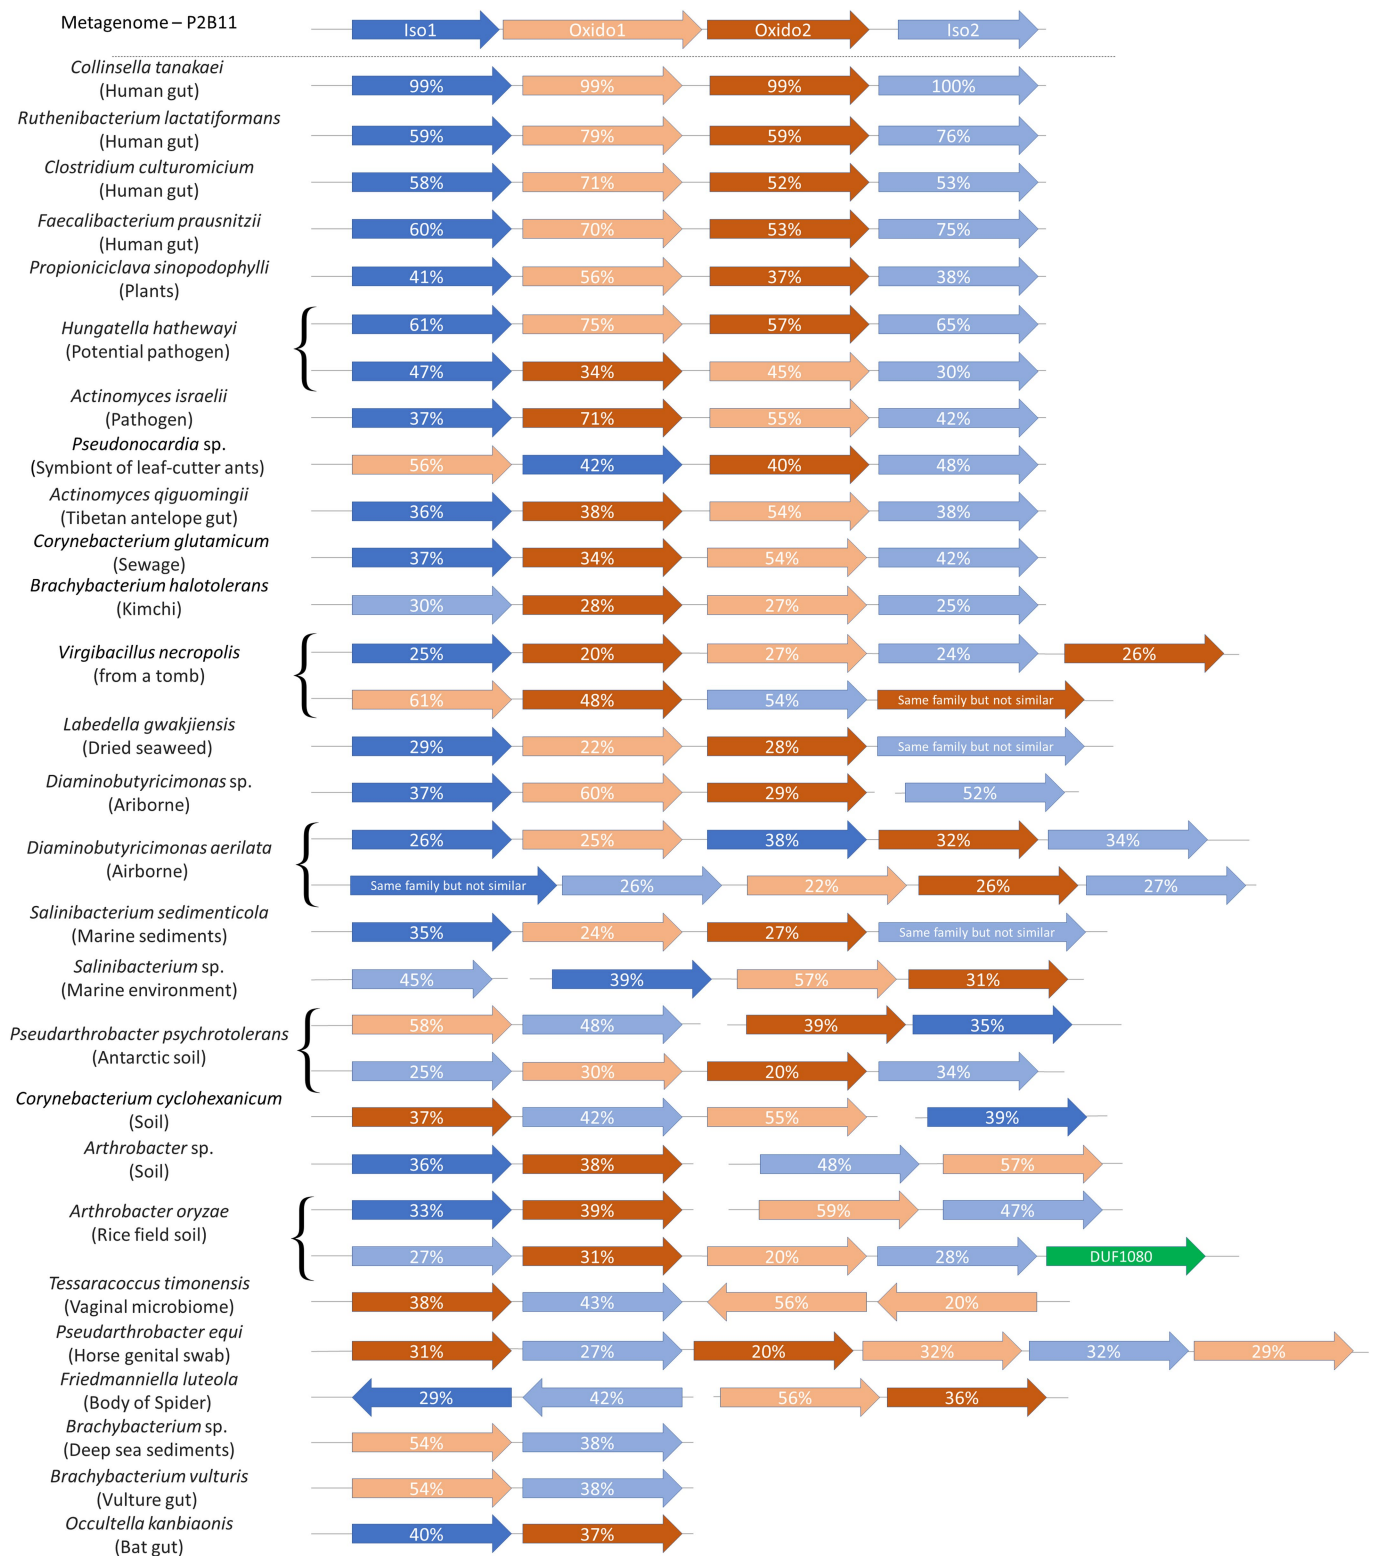 Metagenome – P2B11
Iso1 Oxido1 Oxido2 Iso2
Collinsella tanakaei
(Human gut)
99% 99% 99% 100%
Ruthenibacterium lactatiformans
(Human gut)
59% 79% 59% 76%
Clostridium culturomicium
(Human gut)
58% 71% 52% 53%
Faecalibacterium prausnitzii
(Human gut)
60% 70% 53% 75%
Propioniciclava sinopodophylli
(Plants)
41% 56% 37% 38%
Hungatella hathewayi
(Potential pathogen)
61% 75% 57% 65%
47% 34% 45% 30%
Actinomyces israelii
(Pathogen)
37% 71% 55% 42%
Pseudonocardia sp.
(Symbiont of leaf-cutter ants)
56% 42% 40% 48%
Actinomyces qiguomingii
(Tibetan antelope gut)
36% 38% 54% 38%
Corynebacterium glutamicum
(Sewage)
37% 34% 54% 42%
Brachybacterium halotolerans
(Kimchi)
30% 28% 27% 25%
Virgibacillus necropolis
(from a tomb)
25% 20% 27% 24% 26%
61% 48% 54% Same family but not similar
Labedella gwakjiensis
(Dried seaweed)
29% 22% 28% Same family but not similar
Diaminobutyricimonas sp.
(Ariborne)
37% 60% 29% 52%
Diaminobutyricimonas aerilata
(Airborne)
26% 25% 38% 32% 34%
Same family but not similar 26% 22% 26% 27%
Salinibacterium sedimenticola
(Marine sediments)
35% 24% 27% Same family but not similar
Salinibacterium sp.
(Marine environment)
45% 39% 57% 31%
Pseudarthrobacter psychrotolerans
(Antarctic soil)
58% 48% 39% 35%
25% 30% 20% 34%
Corynebacterium cyclohexanicum
(Soil)
37% 42% 55% 39%
Arthrobacter sp.
(Soil)
36% 38% 48% 57%
Arthrobacter oryzae
(Rice field soil)
33% 39% 59% 47%
27% 31% 20% 28% DUF1080
Tessaracoccus timonensis
(Vaginal microbiome)
38% 43% 56% 20%
Pseudarthrobacter equi
(Horse genital swab)
31% 27% 20% 32% 32% 29%
Friedmanniella luteola
(Body of Spider)
29% 42% 56% 36%
Brachybacterium sp.
(Deep sea sediments)
54% 38%
Brachybacterium vulturis
(Vulture gut)
54% 38%
Occultella kanbiaonis
(Bat gut)
40% 37%